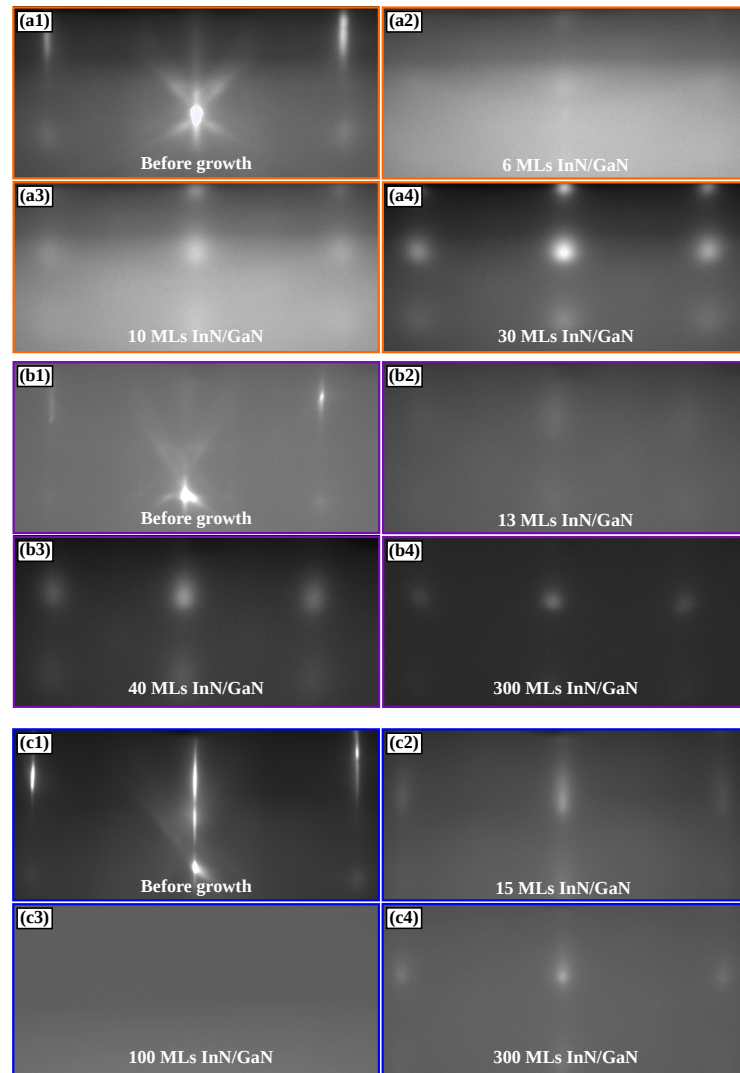 (a1)
Before growth
(a2)
6 MLs InN/GaN
(a3)
10 MLs InN/GaN
(a4)
30 MLs InN/GaN
(b1)
Before growth
(b2)
13 MLs InN/GaN
(b3)
40 MLs InN/GaN
(b4)
300 MLs InN/GaN
(c1)
Before growth
(c2)
15 MLs InN/GaN
(c3)
100 MLs InN/GaN
(c4)
300 MLs InN/GaN